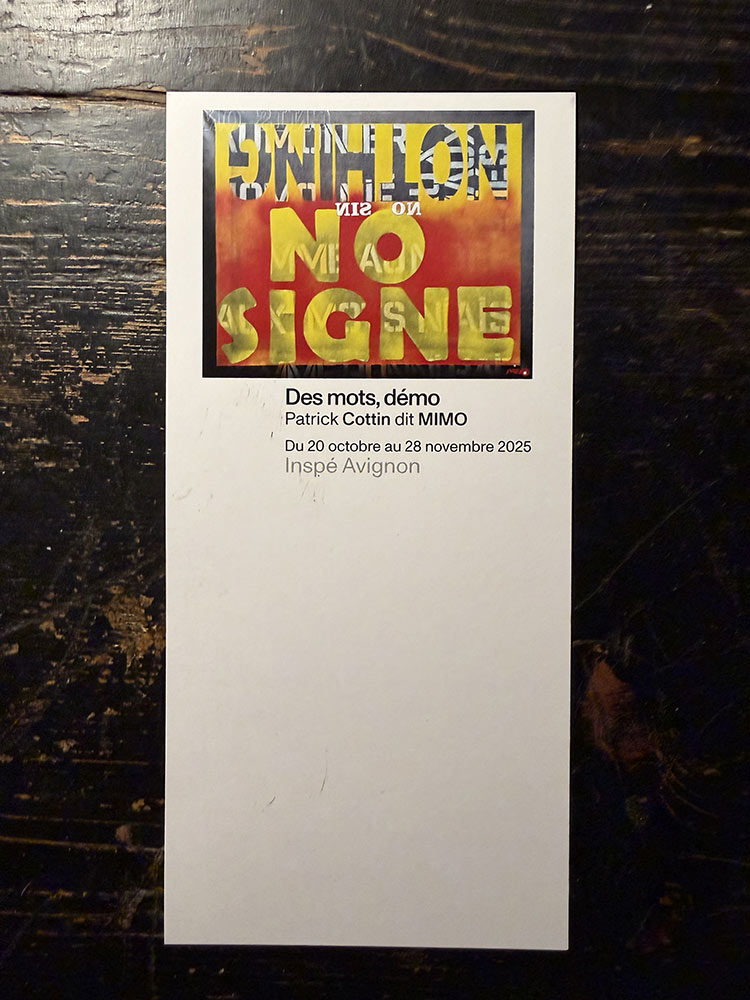 NOTHING
NO SIN
NO
SIGNE
Des mots, démo
Patrick Cottin dit MIMO
Du 20 octobre au 28 novembre 2025
Inspé Avignon